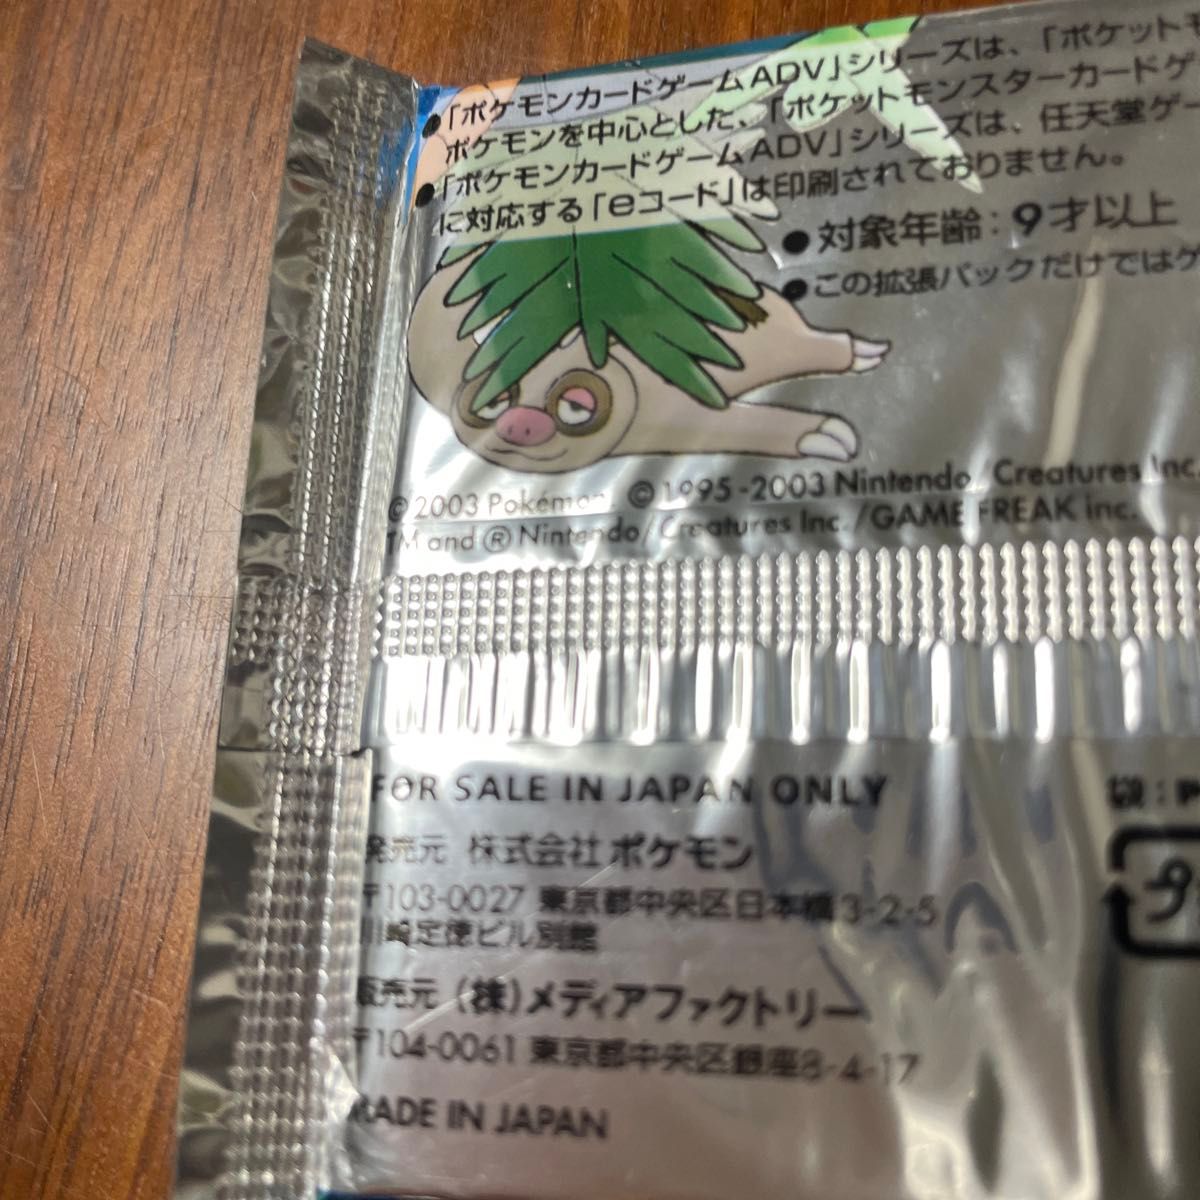 ●「ポケモンカードゲームADV」シリーズは、「ポケット
ポケモンを中心とした、「ポケットモンスターカードゲ
●「ポケモンカードゲームADV」シリーズは、任天堂ゲー
に対応する「eコード」は印刷されておりません。
●対象年齢：9才以上
●この拡張パックだけではゲ
©2003 Pokémon. ©1995-2003 Nintendo/Creatures Inc.
TM and ® Nintendo/Creatures Inc./GAME FREAK inc.
FOR SALE IN JAPAN ONLY
袋：
プ
発売元 株式会社 ポケモン
〒103-0027 東京都中央区日本橋3-2-5
川崎定徳ビル別館
販売元 (株)メディアファクトリー
〒104-0061 東京都中央区銀座8-4-17
MADE IN JAPAN